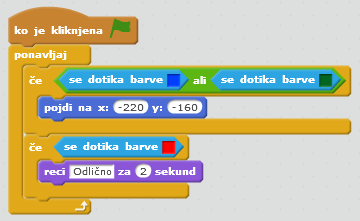 ko je kliknjena
ponavljaj
če se dotika barve ali se dotika barve
pojdi na x: -220 y: -160
če se dotika barve
reci Odlično za 2 sekund